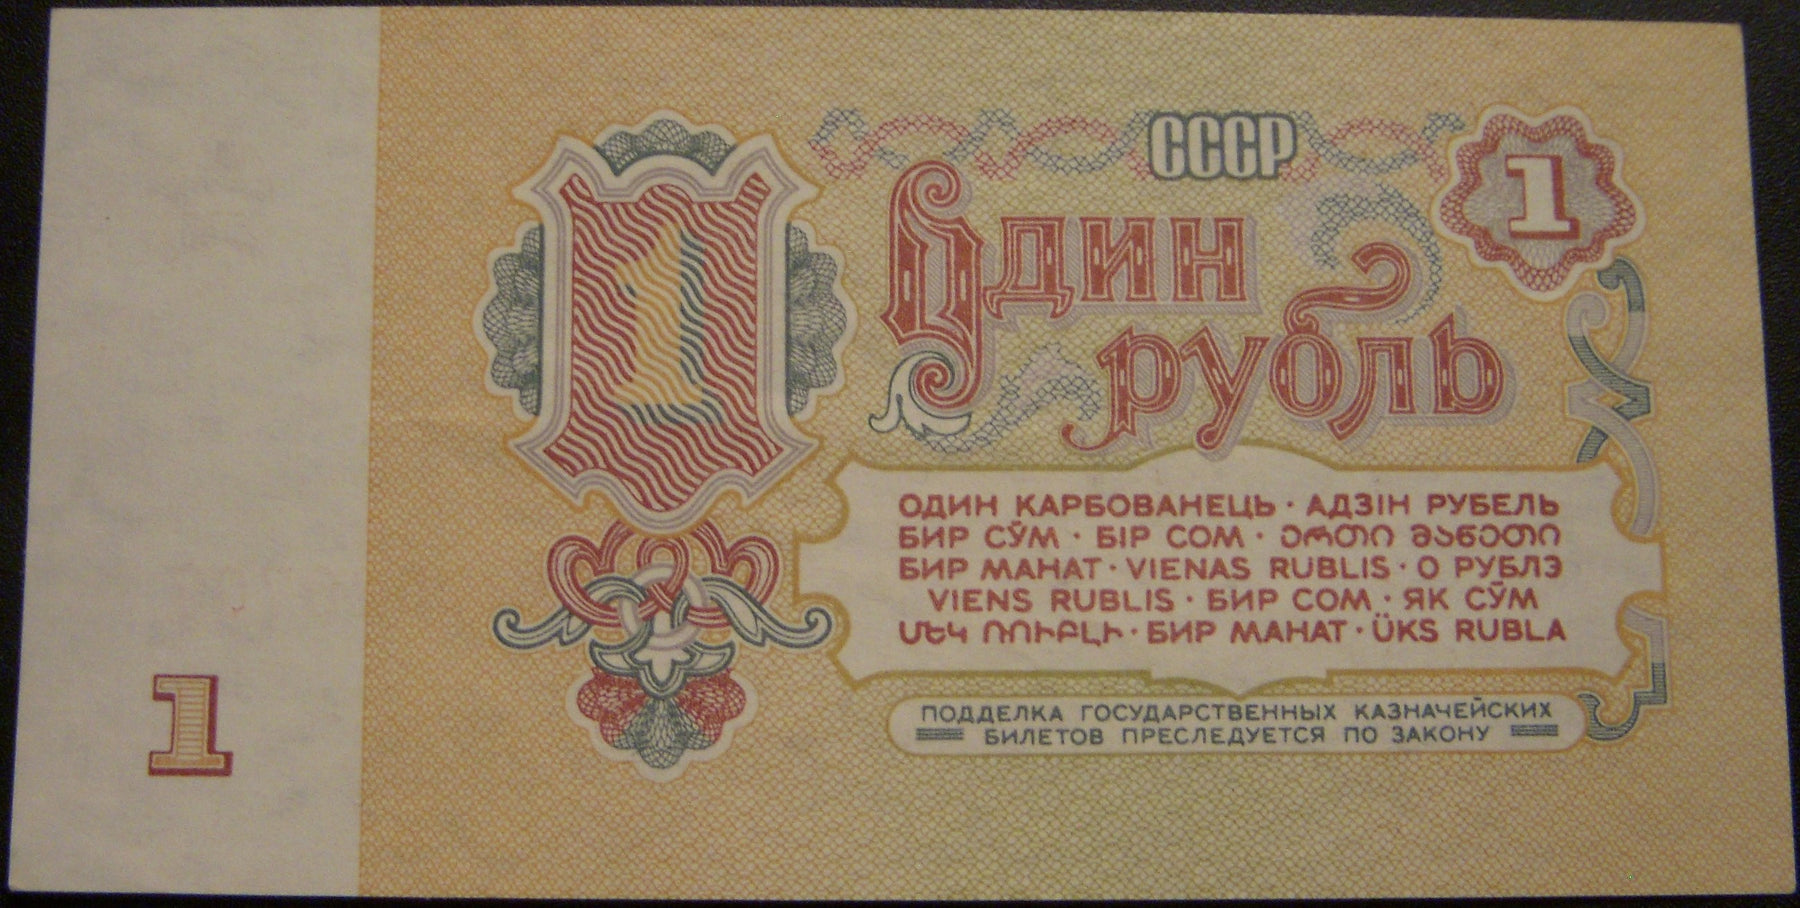 СССР
1
Один
рубль
1
ОДИН КАРБОВАНЕЦЬ · АДЗІН РУБЕЛЬ
БИР СЎМ · БІР СОМ · ერთი მანეთი
БИР МАНАТ · VIENAS RUBLIS · О РУБЛЭ
VIENS RUBLIS · БИР СОМ · ЯК СӮМ
ՄԵԿ ՌՈՒԲԼԻ · БИР МАНАТ · ÜKS RUBLA
ПОДДЕЛКА ГОСУДАРСТВЕННЫХ КАЗНАЧЕЙСКИХ
БИЛЕТОВ ПРЕСЛЕДУЕТСЯ ПО ЗАКОНУ
1